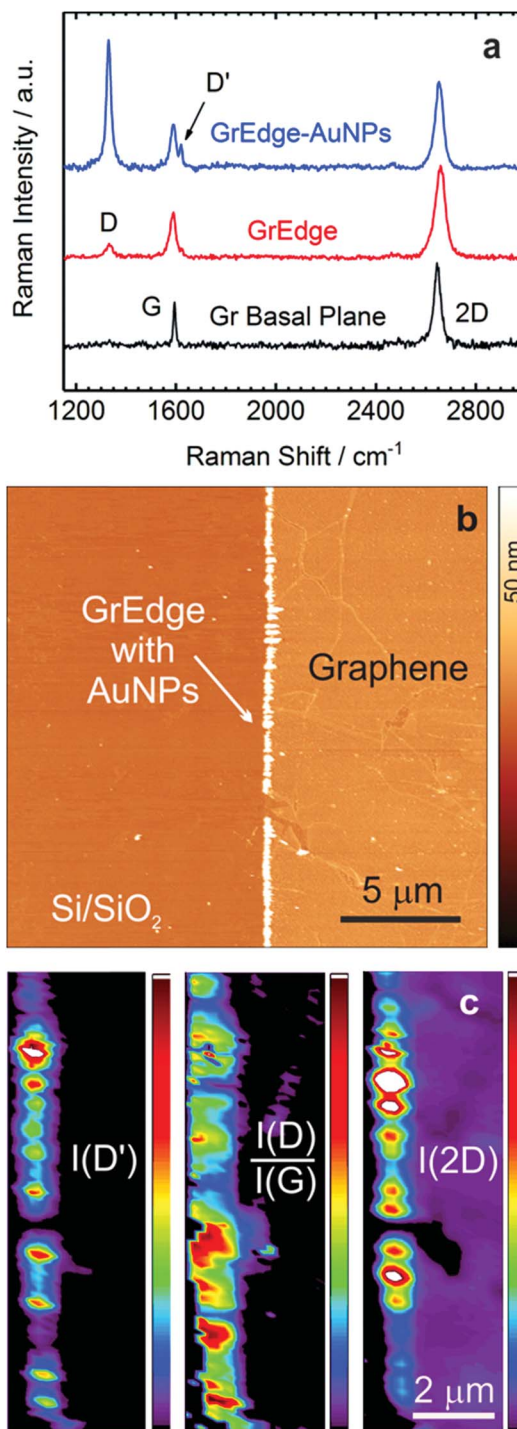 a
D'
GrEdge-AuNPs
D
GrEdge
G
Gr Basal Plane
2D
Raman Intensity / a.u.
1200 1600 2000 2400 2800
Raman Shift / cm⁻¹
b
50 nm
GrEdge
with
AuNPs
Graphene
5 μm
Si/SiO₂
c
I(D')
I(D)
I(G)
I(2D)
2 μm